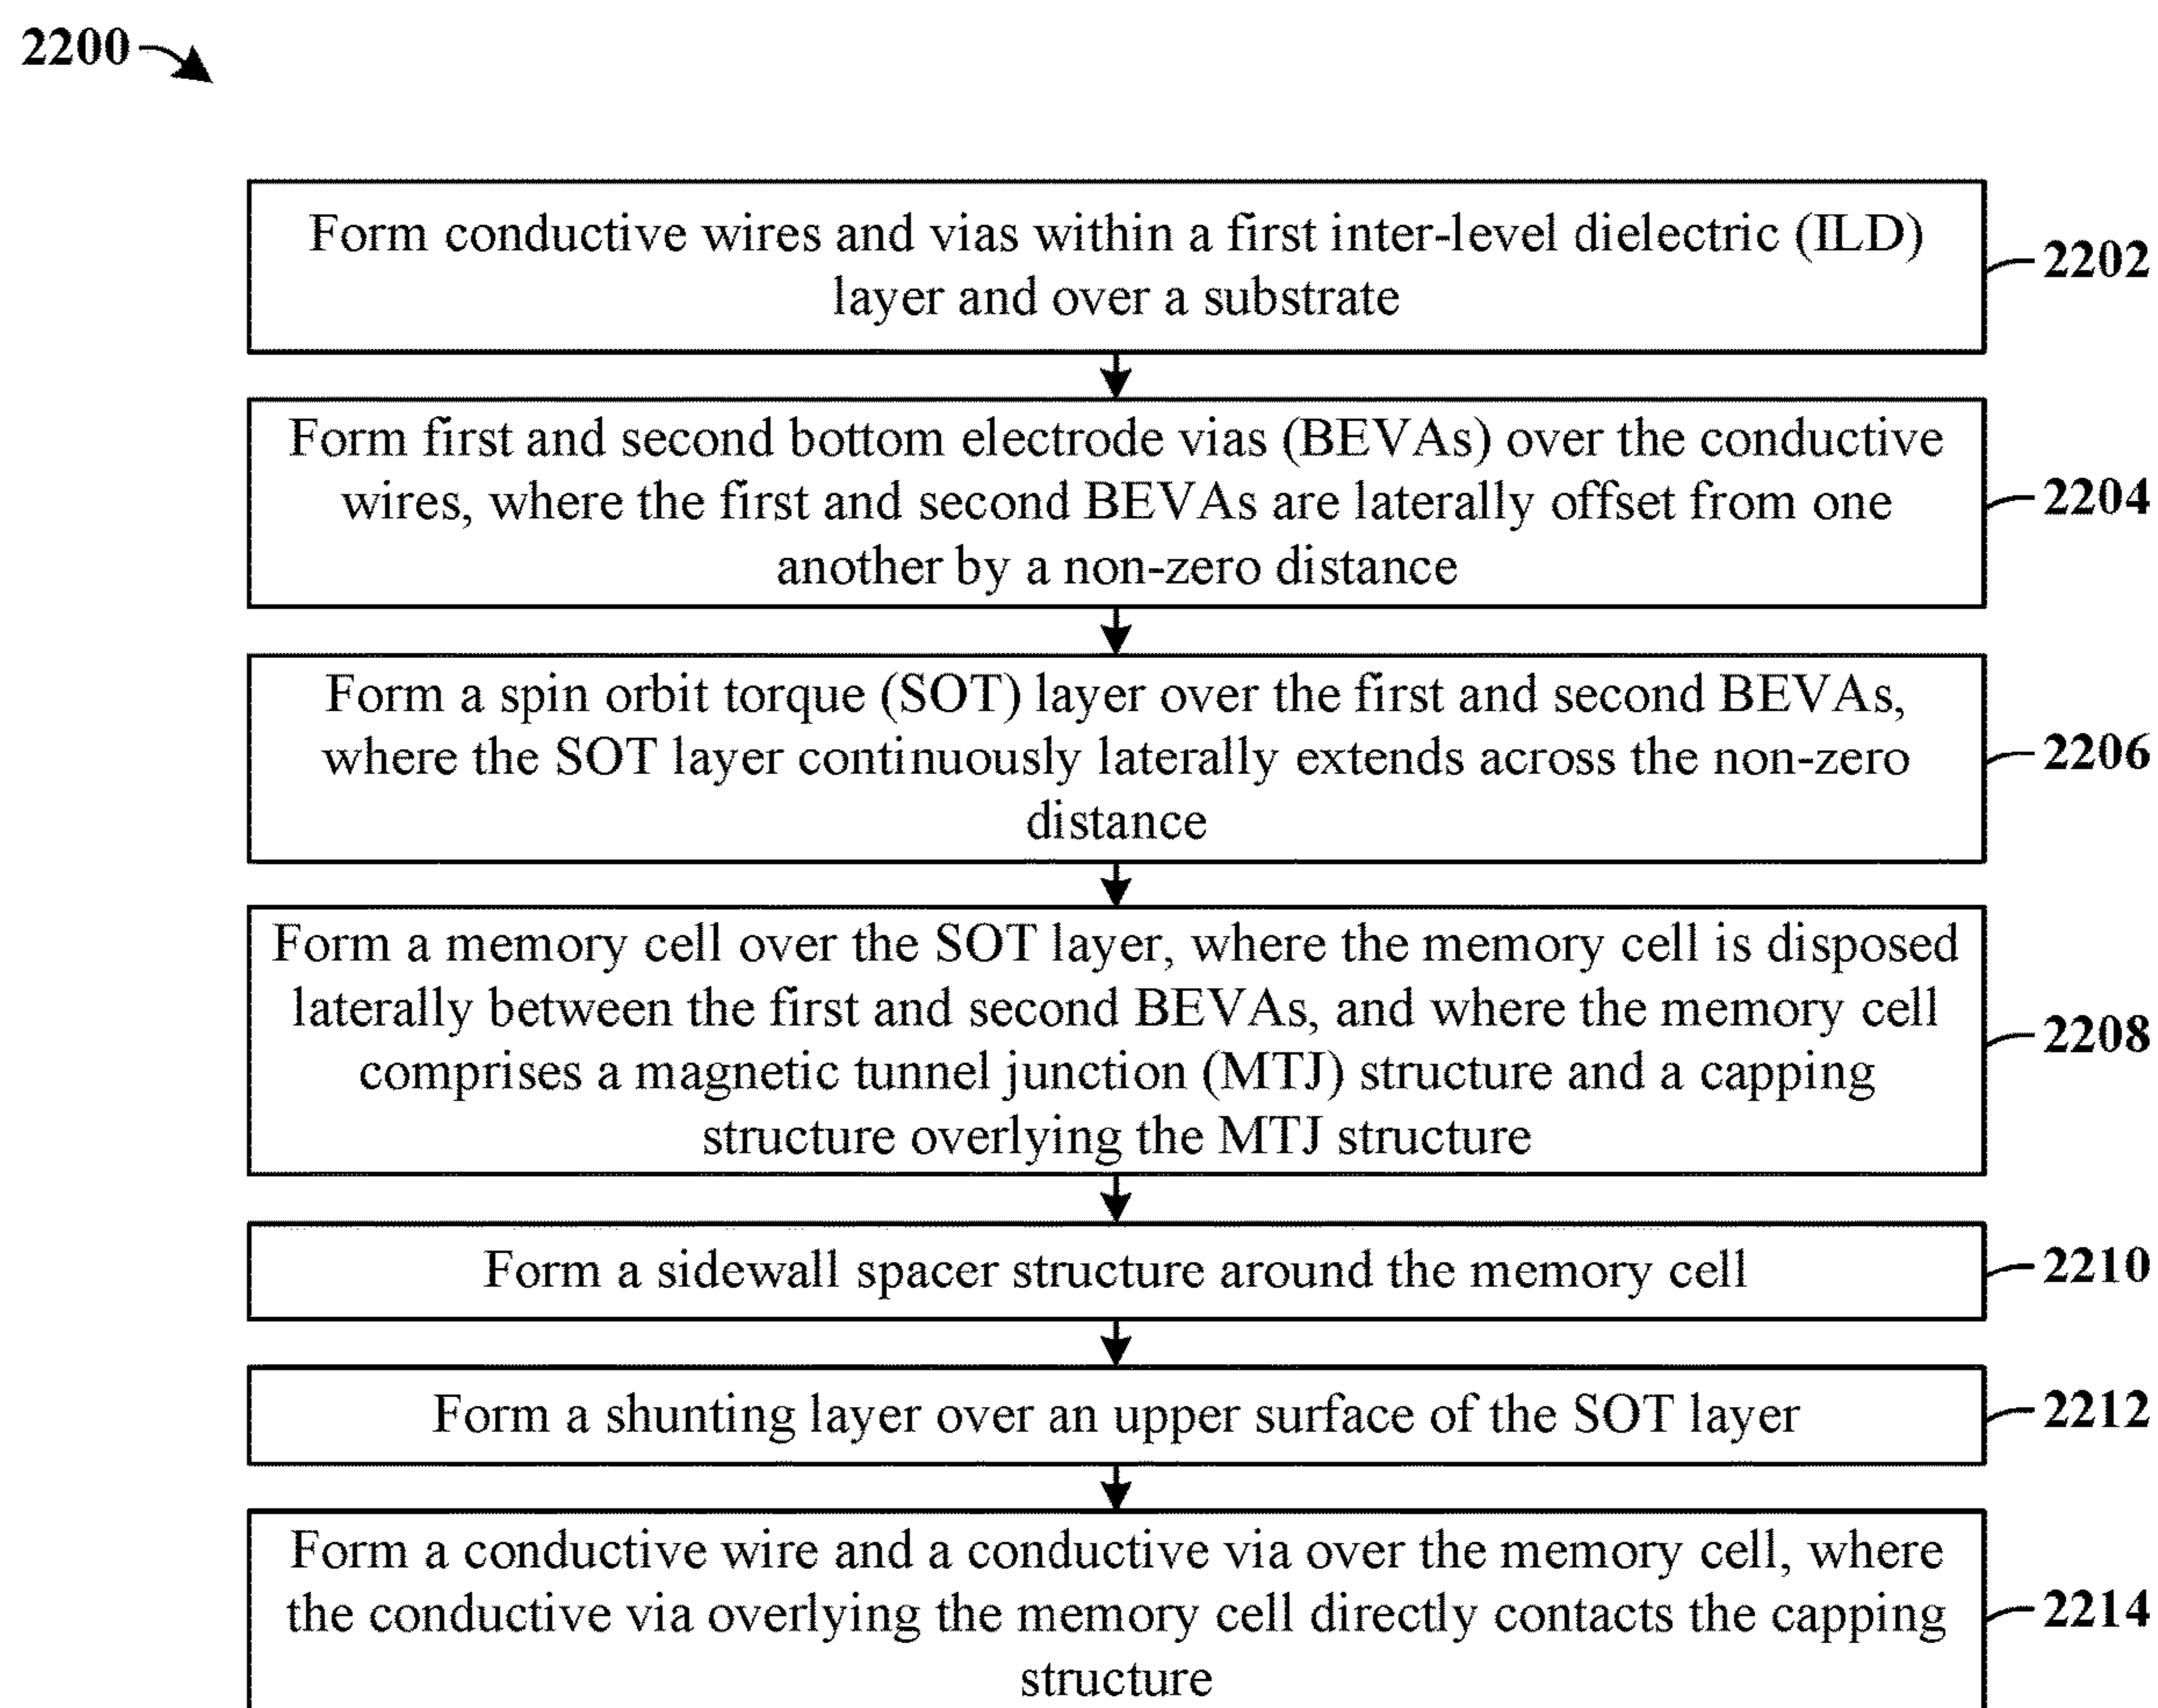 2200
Form conductive wires and vias within a first inter-level dielectric (ILD)
layer and over a substrate
2202
Form first and second bottom electrode vias (BEVAs) over the conductive
wires, where the first and second BEVAs are laterally offset from one
another by a non-zero distance
2204
Form a spin orbit torque (SOT) layer over the first and second BEVAs,
where the SOT layer continuously laterally extends across the non-zero
distance
2206
Form a memory cell over the SOT layer, where the memory cell is disposed
laterally between the first and second BEVAs, and where the memory cell
comprises a magnetic tunnel junction (MTJ) structure and a capping
structure overlying the MTJ structure
2208
Form a sidewall spacer structure around the memory cell
2210
Form a shunting layer over an upper surface of the SOT layer
2212
Form a conductive wire and a conductive via over the memory cell, where
the conductive via overlying the memory cell directly contacts the capping
structure
2214